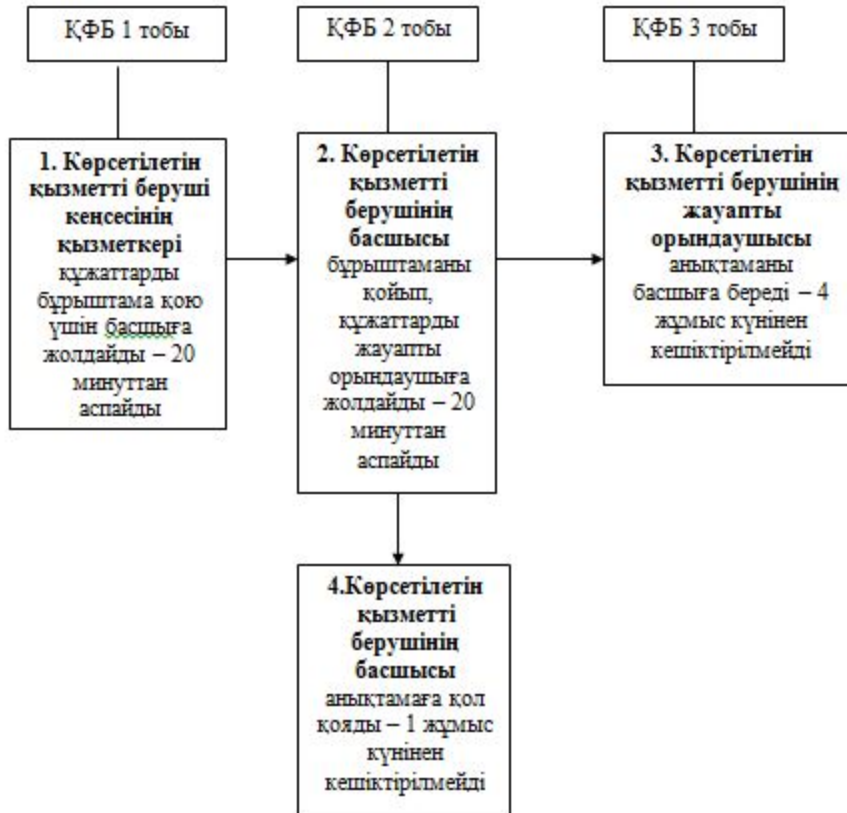 ҚФБ 1 тобы
ҚФБ 2 тобы
ҚФБ 3 тобы
1. Көрсетілетін
қызметті беруші
кеңсесінің
қызметкері
құжаттарды
бұрыштама қою
үшін басшыға
жолдайды – 20
минуттан
аспайды
2. Көрсетілетін
қызметті
берушінің
басшысы
бұрыштаманы
қойып,
құжаттарды
жауапты
орындаушыға
жолдайды – 20
минуттан
аспайды
3. Көрсетілетін
қызметті берушінің
жауапты
орындаушысы
анықтаманы
басшыға береді – 4
жұмыс күнінен
кешіктірілмейді
4.Көрсетілетін
қызметті
берушінің
басшысы
анықтамаға қол
қояды – 1 жұмыс
күнінен
кешіктірілмейді